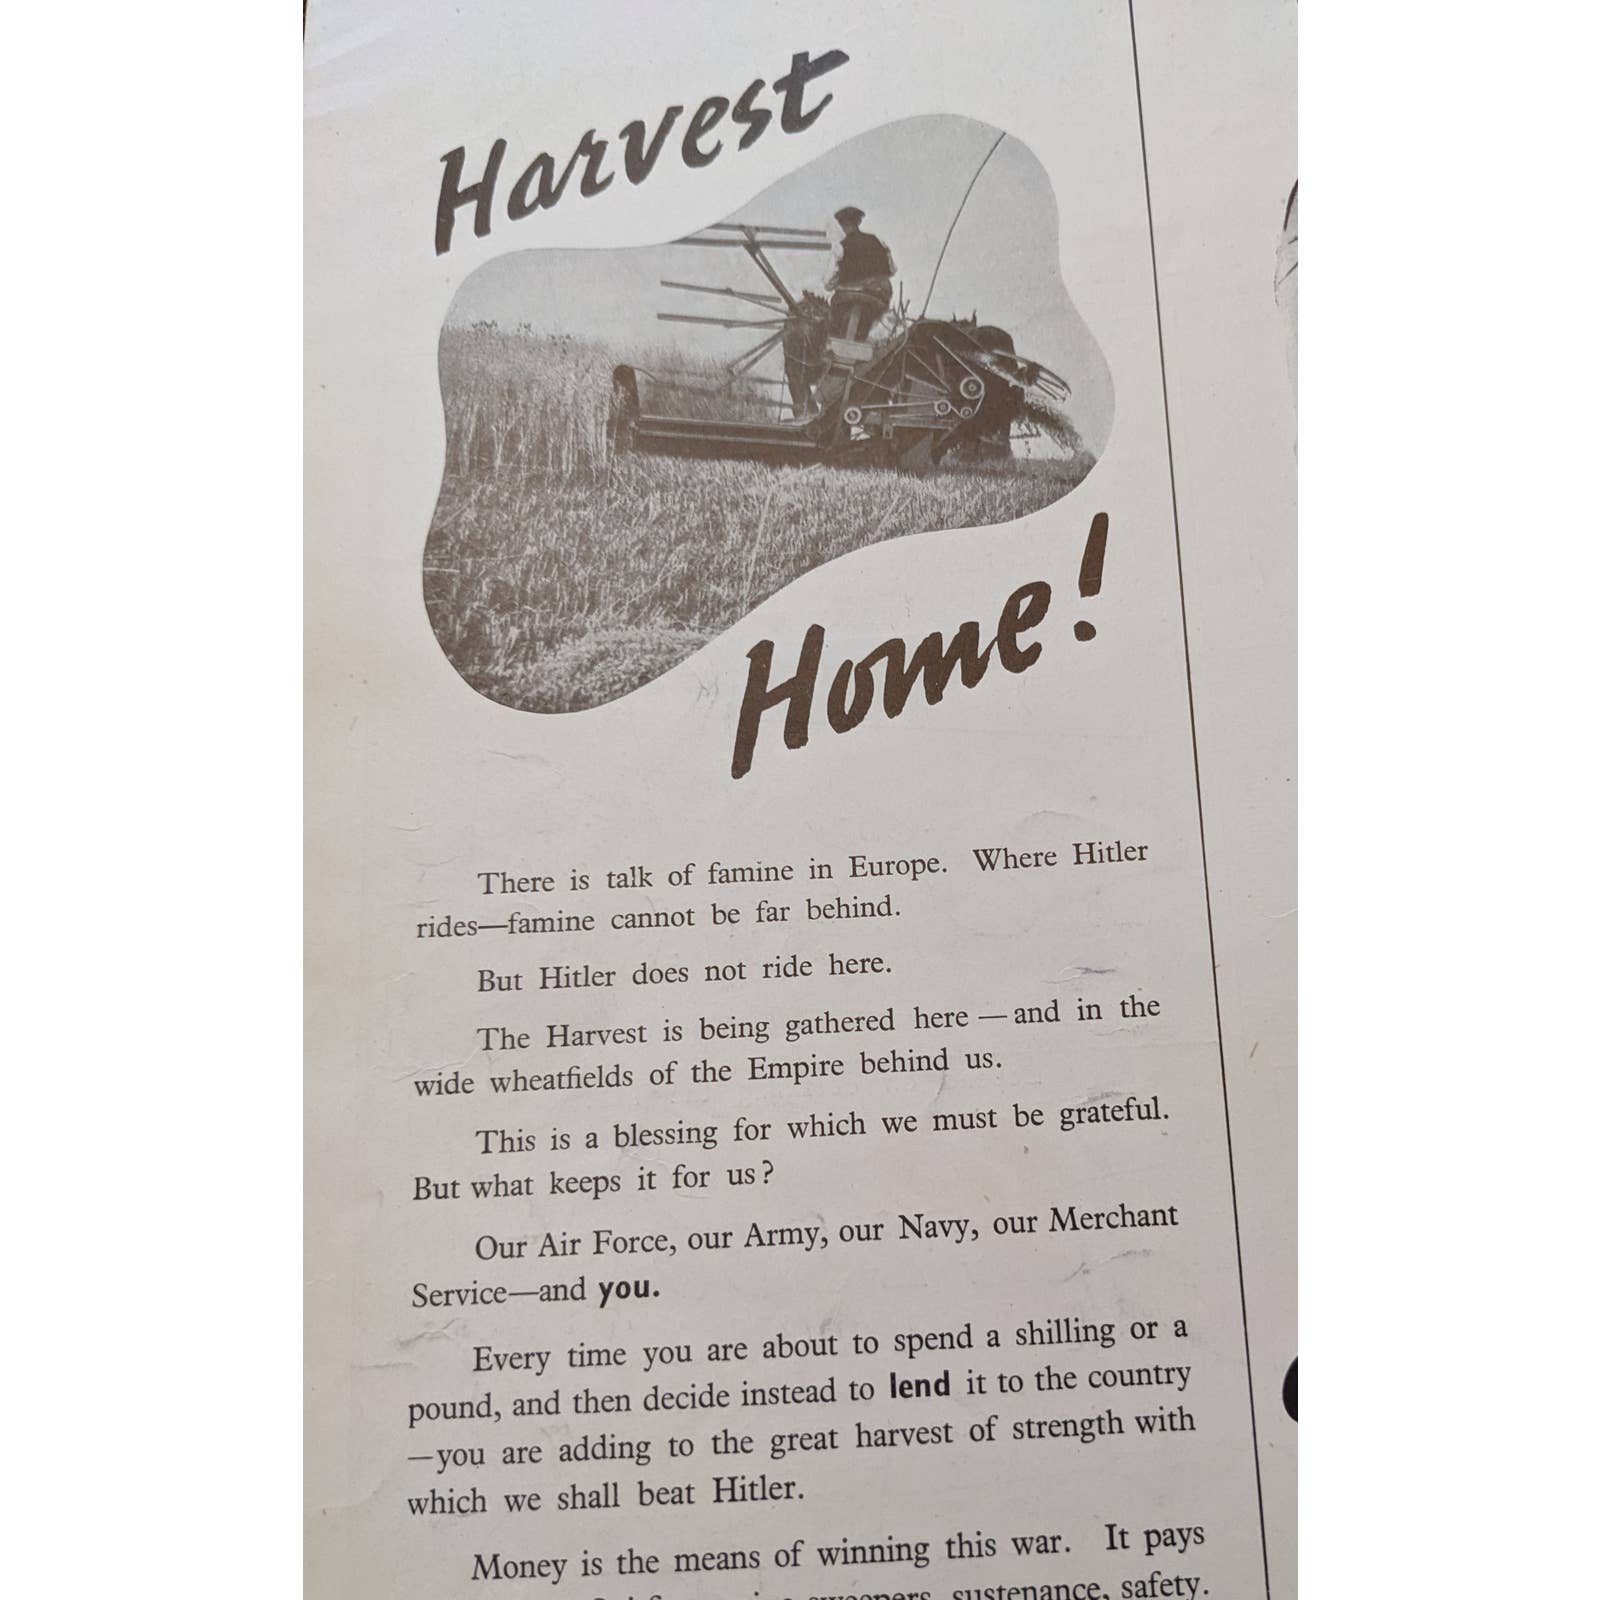 Harvest
Home!
There is talk of famine in Europe. Where Hitler
rides—famine cannot be far behind.
But Hitler does not ride here.
The Harvest is being gathered here — and in the
wide wheatfields of the Empire behind us.
This is a blessing for which we must be grateful.
But what keeps it for us?
Our Air Force, our Army, our Navy, our Merchant
Service—and you.
Every time you are about to spend a shilling or a
pound, and then decide instead to lend it to the country
—you are adding to the great harvest of strength with
which we shall beat Hitler.
Money is the means of winning this war. It pays
sustenance, safety.